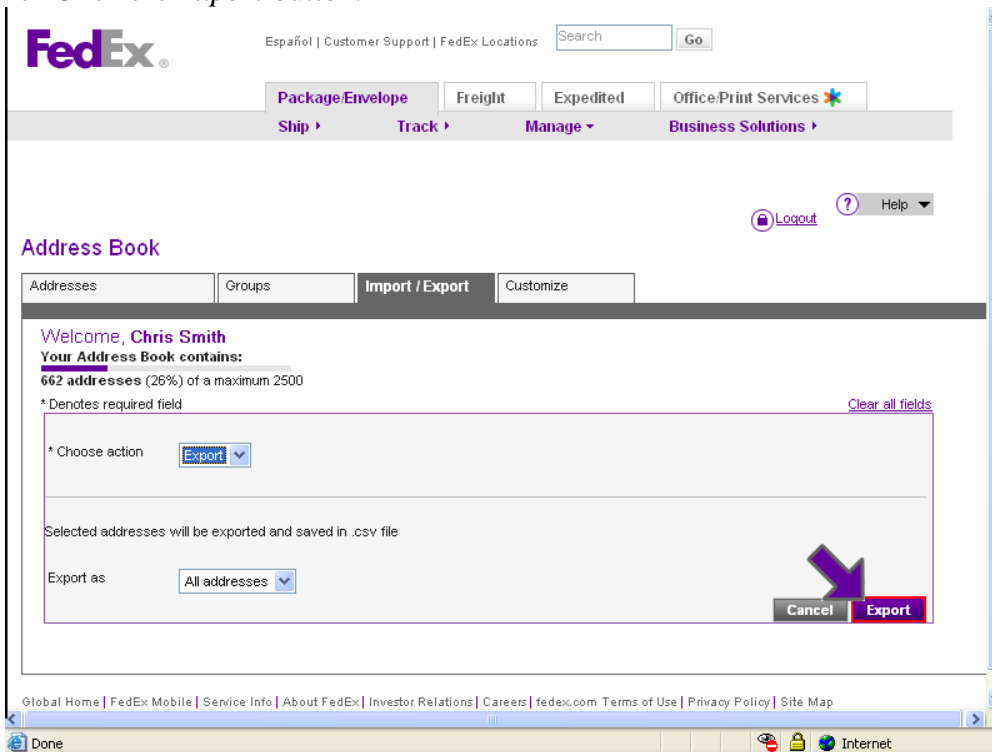 Español | Customer Support | FedEx Locations Search Go
FedEx®
Package/Envelope Freight Expedited Office/Print Services
Ship Track Manage Business Solutions
? Help
Logout
Address Book
Addresses Groups Import / Export Customize
Welcome, Chris Smith
Your Address Book contains:
662 addresses (26%) of a maximum 2500
* Denotes required field Clear all fields
* Choose action Export
Selected addresses will be exported and saved in .csv file
Export as All addresses
Cancel Export
Global Home | FedEx Mobile | Service Info | About FedEx | Investor Relations | Careers | fedex.com Terms of Use | Privacy Policy | Site Map
Done Internet